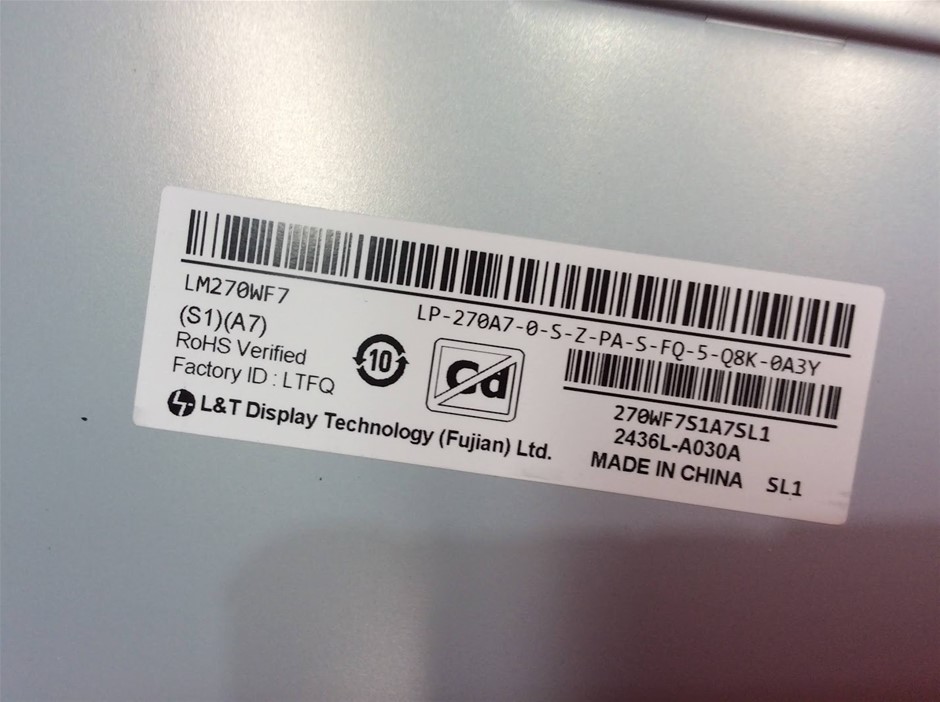 LM270WF7
(S1)(A7)
RoHS Verified
Factory ID : LTFQ
10
Cd
L&T Display Technology (Fujian) Ltd.
LP-270A7-0-S-Z-PA-S-FQ-5-Q8K-0A3Y
270WF7S1A7SL1
2436L-A030A
MADE IN CHINA SL1